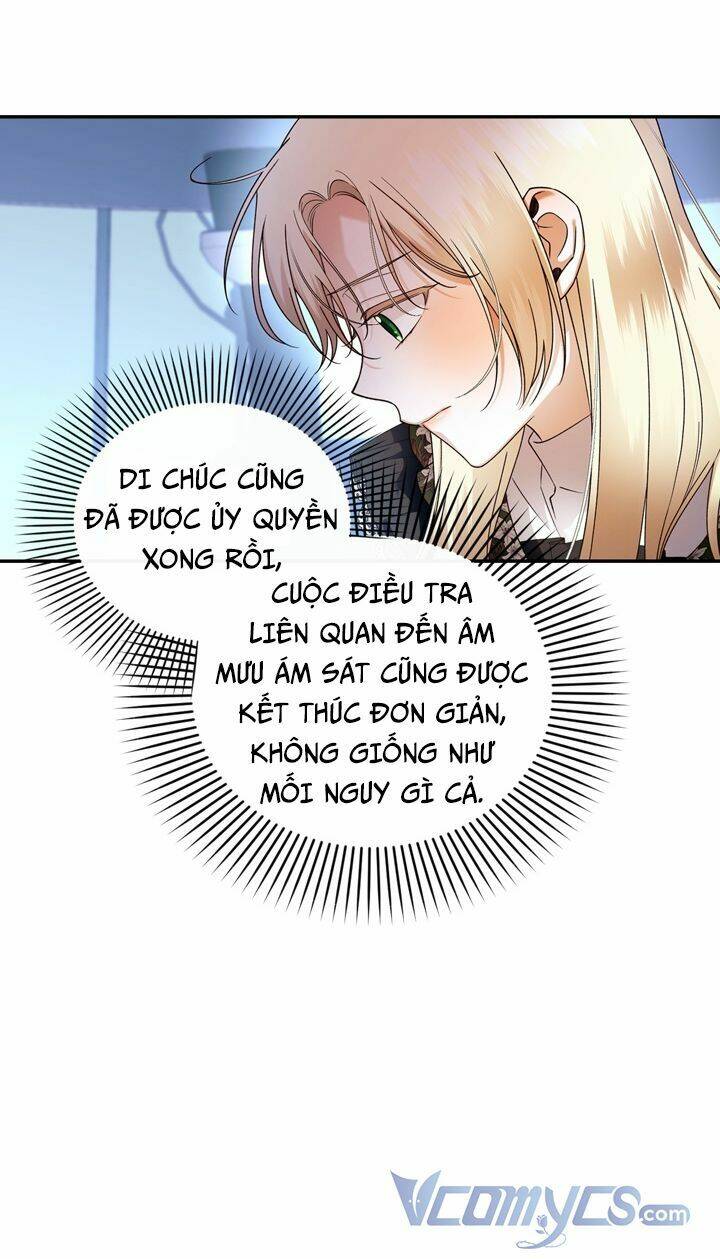 DI CHÚC CŨNG
ĐÃ ĐƯỢC ỦY QUYỀN
XONG RỒI,
CUỘC ĐIỀU TRA
LIÊN QUAN ĐẾN ÂM
MƯU ÁM SÁT CŨNG ĐƯỢC
KẾT THÚC ĐƠN GIẢN,
KHÔNG GIỐNG NHƯ
MỐI NGUY GÌ CẢ.
VCOMYCS.com